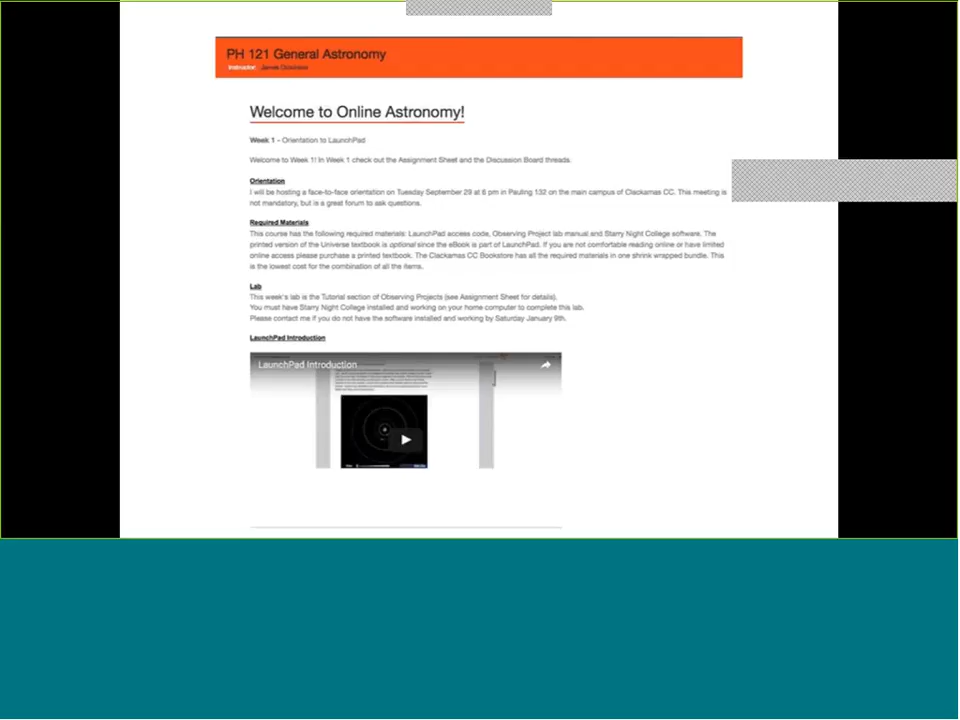 PH 121 General Astronomy
Instructor: James
Welcome to Online Astronomy!
Week 1 – Orientation to LaunchPad
Welcome to Week 1! In Week 1 check out the Assignment Sheet and the Discussion Board threads.
Orientation
I will be hosting a face-to-face orientation on Tuesday September 29 at 6 pm in Pauling 132 on the main campus of Clackamas CC. This meeting is
not mandatory, but is a great forum to ask questions.
Required Materials
This course has the following required materials: LaunchPad access code, Observing Project lab manual and Starry Night College software. The
printed version of the Universe textbook is optional since the eBook is part of LaunchPad. If you are not comfortable reading online or have limited
online access please purchase a printed textbook. The Clackamas CC Bookstore has all the required materials in one shrink wrapped bundle. This
is the lowest cost for the combination of all the items.
Lab
This week's lab is the Tutorial section of Observing Projects (see Assignment Sheet for details).
You must have Starry Night College installed and working on your home computer to complete this lab.
Please contact me if you do not have the software installed and working by Saturday January 9th.
LaunchPad Introduction
LaunchPad Introduction